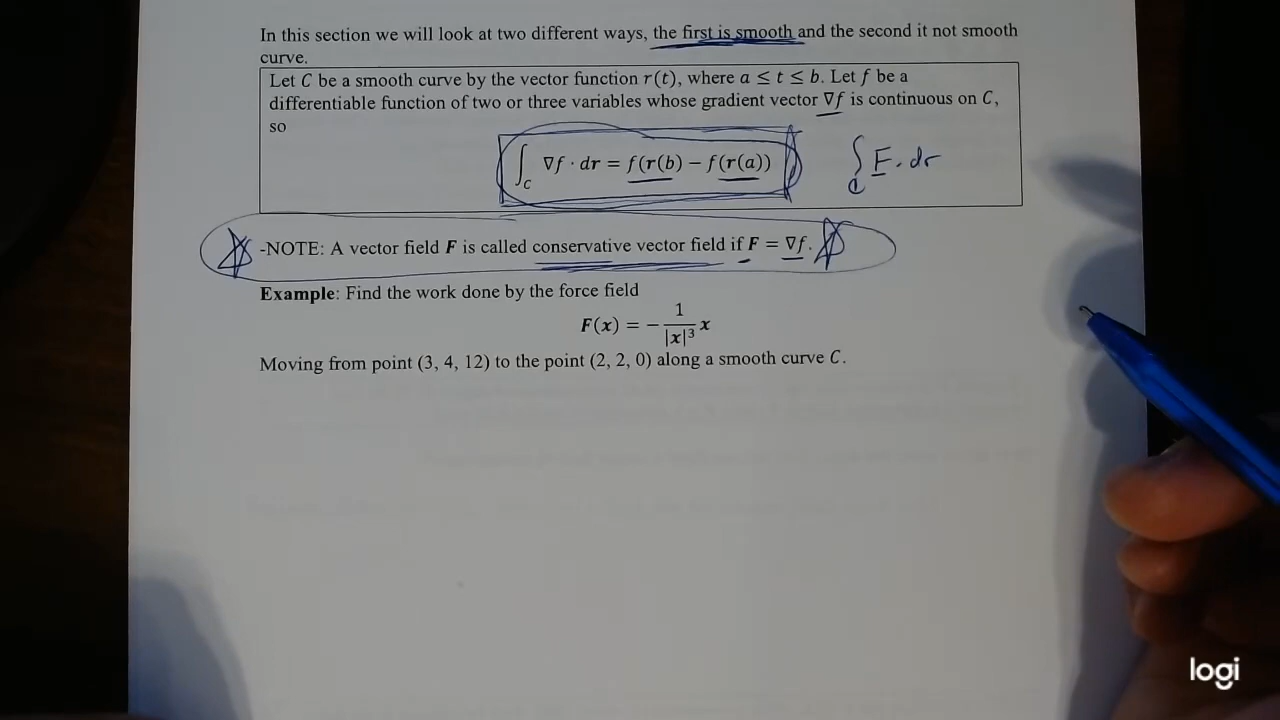 In this section we will look at two different ways, the first is smooth and the second it not smooth
curve.
Let C be a smooth curve by the vector function r(t), where a ≤ t ≤ b. Let f be a
differentiable function of two or three variables whose gradient vector ∇f is continuous on C,
so
∫_C ∇f · dr = f(r(b) − f(r(a)) ∫_C F · dr
-NOTE: A vector field F is called conservative vector field if F = ∇f.
Example: Find the work done by the force field
F(x) = − 1/|x|³ x
Moving from point (3, 4, 12) to the point (2, 2, 0) along a smooth curve C.
logi